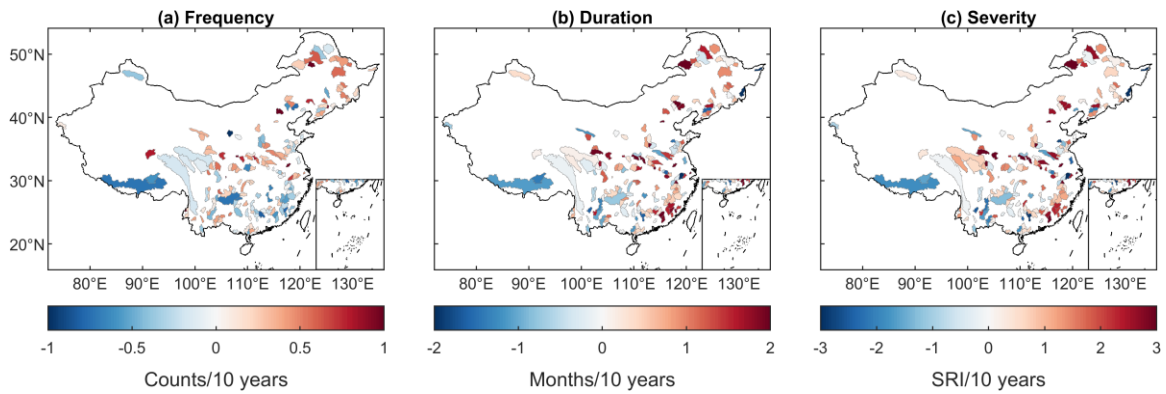 (a) Frequency (b) Duration (c) Severity
50°N
40°N
30°N
20°N
80°E 90°E 100°E 110°E 120°E 130°E 80°E 90°E 100°E 110°E 120°E 130°E 80°E 90°E 100°E 110°E 120°E 130°E
-1 -0.5 0 0.5 1 -2 -1 0 1 2 -3 -2 -1 0 1 2 3
Counts/10 years Months/10 years SRI/10 years